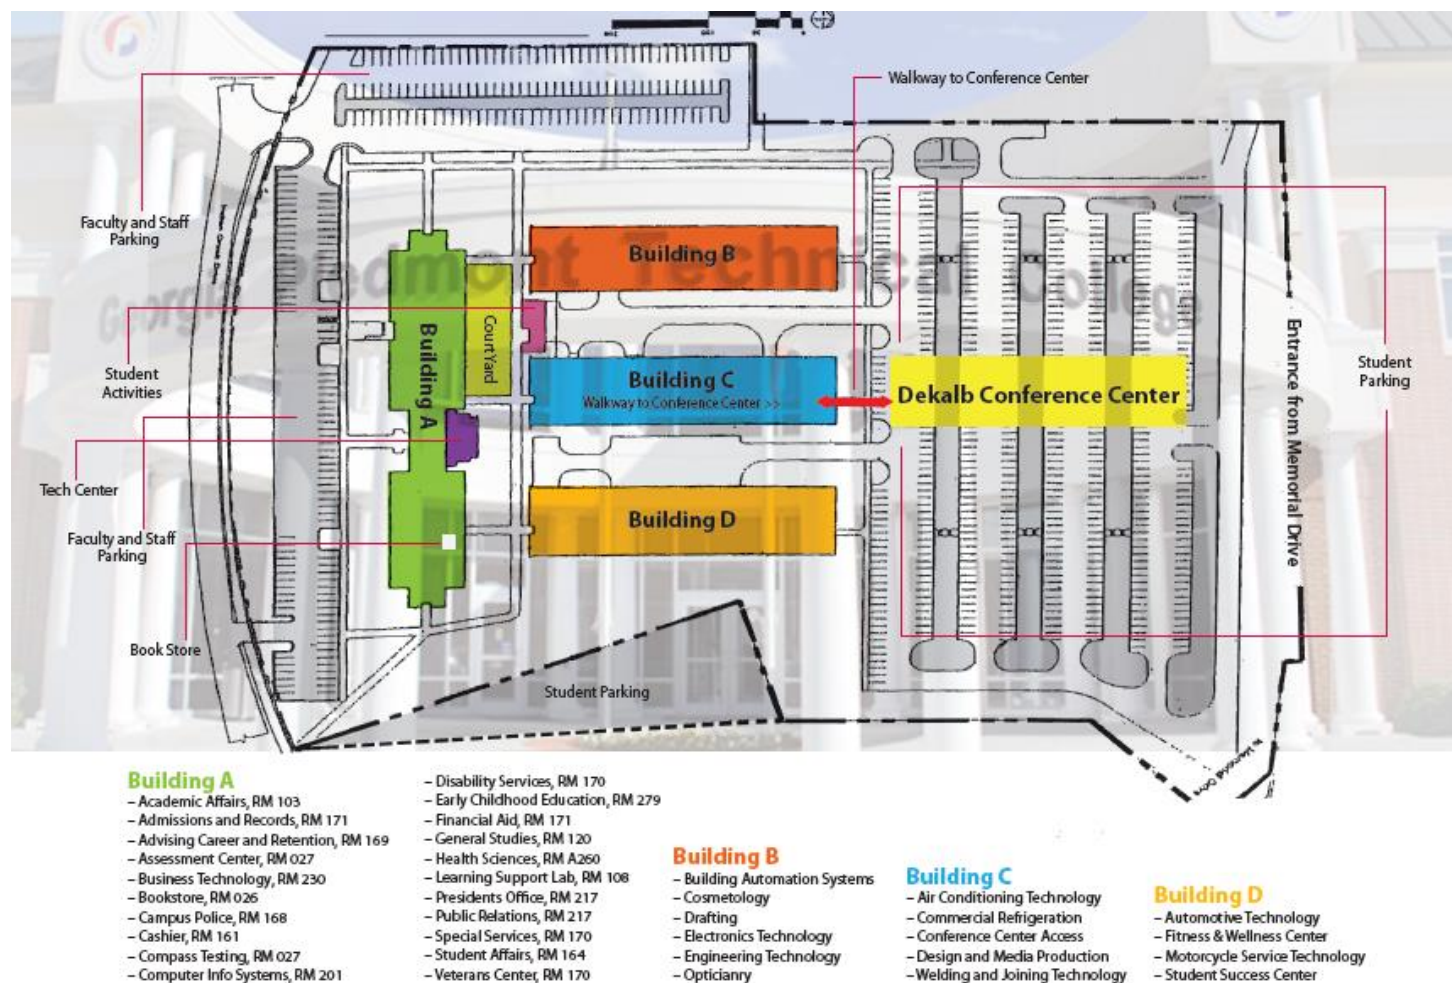 Walkway to Conference Center
Faculty and Staff
Parking
Georgia Piedmont Technical College
Building B
Building A
Court Yard
Student
Activities
Building C
Walkway to Conference Center >>
Dekalb Conference Center
Entrance from Memorial Drive
Student
Parking
Tech Center
Building D
Faculty and Staff
Parking
Book Store
Student Parking
To Memorial Drive
Building A
– Academic Affairs, RM 103
– Admissions and Records, RM 171
– Advising Career and Retention, RM 169
– Assessment Center, RM 027
– Business Technology, RM 230
– Bookstore, RM 026
– Campus Police, RM 168
– Cashier, RM 161
– Compass Testing, RM 027
– Computer Info Systems, RM 201
– Disability Services, RM 170
– Early Childhood Education, RM 279
– Financial Aid, RM 171
– General Studies, RM 120
– Health Sciences, RM A260
– Learning Support Lab, RM 108
– Presidents Office, RM 217
– Public Relations, RM 217
– Special Services, RM 170
– Student Affairs, RM 164
– Veterans Center, RM 170
Building B
– Building Automation Systems
– Cosmetology
– Drafting
– Electronics Technology
– Engineering Technology
– Opticianry
Building C
– Air Conditioning Technology
– Commercial Refrigeration
– Conference Center Access
– Design and Media Production
– Welding and Joining Technology
Building D
– Automotive Technology
– Fitness & Wellness Center
– Motorcycle Service Technology
– Student Success Center